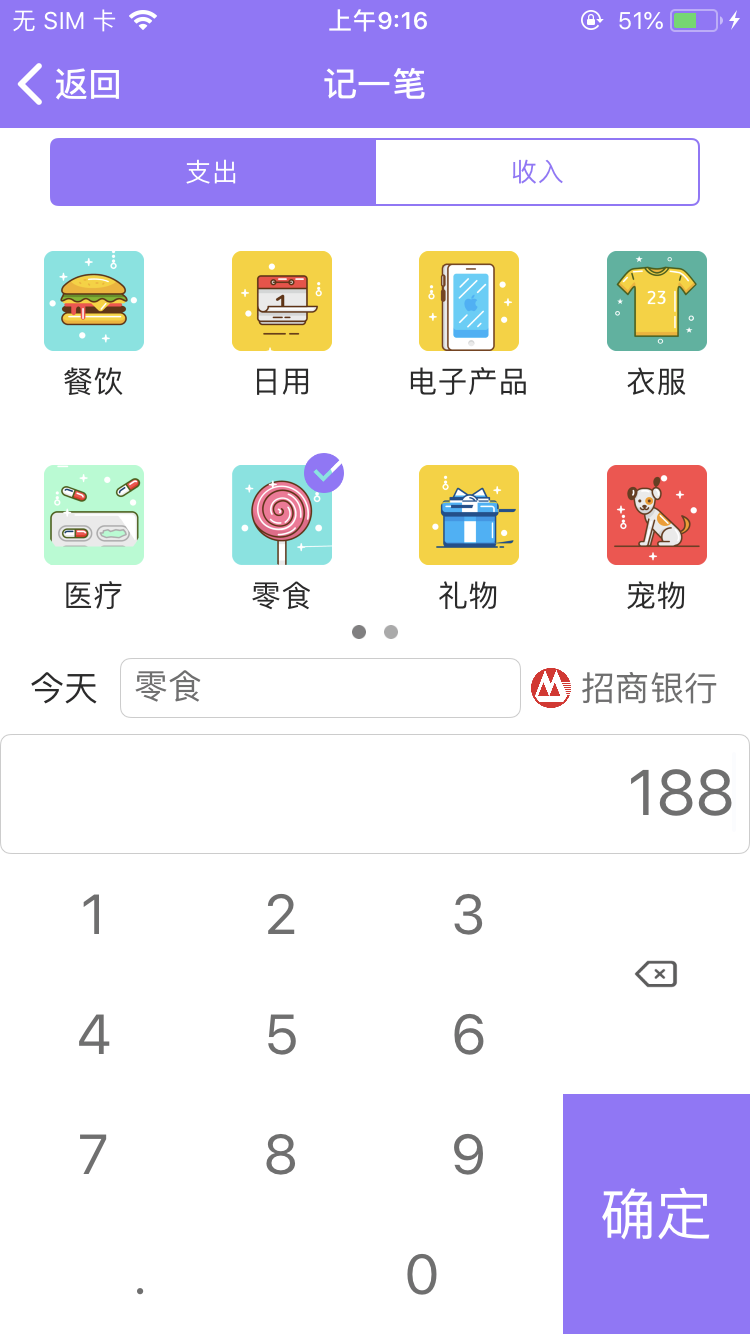 无 SIM 卡 上午9:16 51%
返回 记一笔
支出 收入
1 23
餐饮 日用 电子产品 衣服
医疗 零食 礼物 宠物
今天 零食 招商银行
188
1 2 3
4 5 6
7 8 9
确定
. 0